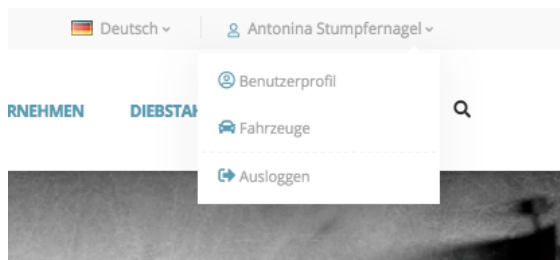 Deutsch
Antonina Stumpfernagel
Benutzerprofil
RNEHMEN DIEBSTAH
Fahrzeuge
Ausloggen